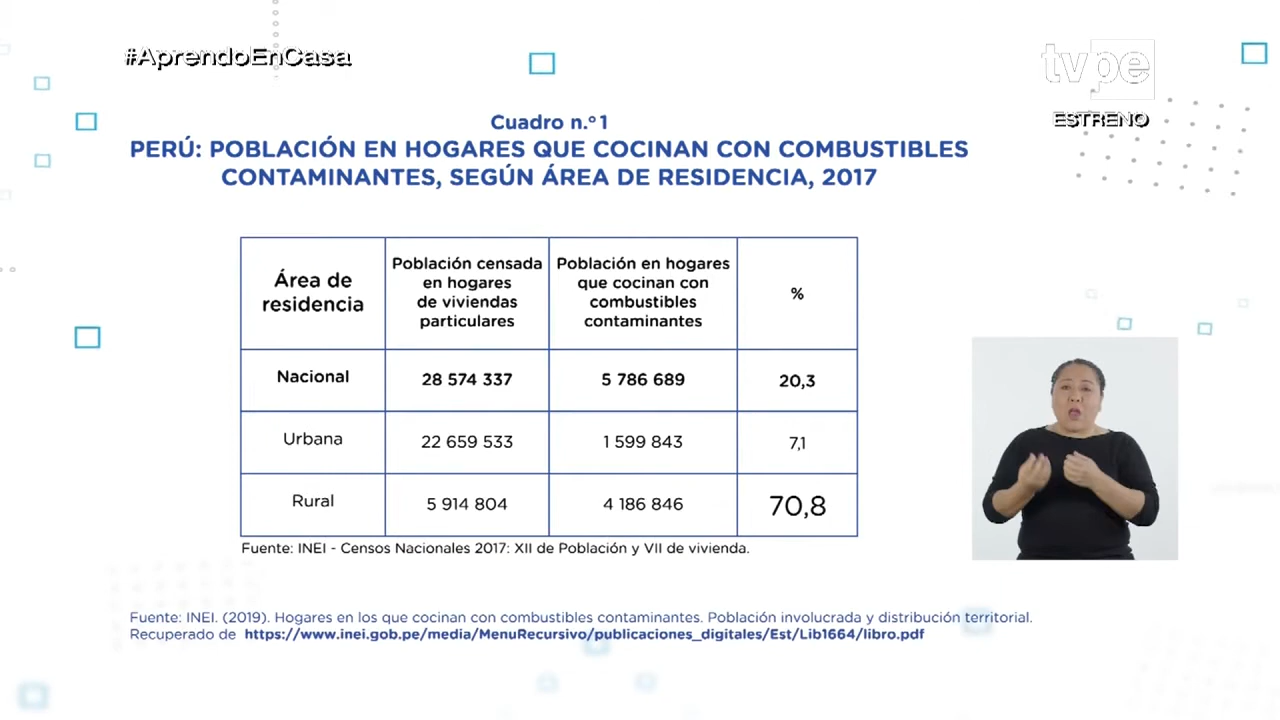 #AprendoEnCasa
tvpe
ESTRENO
Cuadro n.° 1
PERÚ: POBLACIÓN EN HOGARES QUE COCINAN CON COMBUSTIBLES
CONTAMINANTES, SEGÚN ÁREA DE RESIDENCIA, 2017
Área de
residencia
Población censada
en hogares
de viviendas
particulares
Población en hogares
que cocinan con
combustibles
contaminantes
%
Nacional 28 574 337 5 786 689 20,3
Urbana 22 659 533 1 599 843 7,1
Rural 5 914 804 4 186 846 70,8
Fuente: INEI - Censos Nacionales 2017: XII de Población y VII de vivienda.
Fuente: INEI. (2019). Hogares en los que cocinan con combustibles contaminantes. Población involucrada y distribución territorial.
Recuperado de https://www.inei.gob.pe/media/MenuRecursivo/publicaciones_digitales/Est/Lib1664/libro.pdf